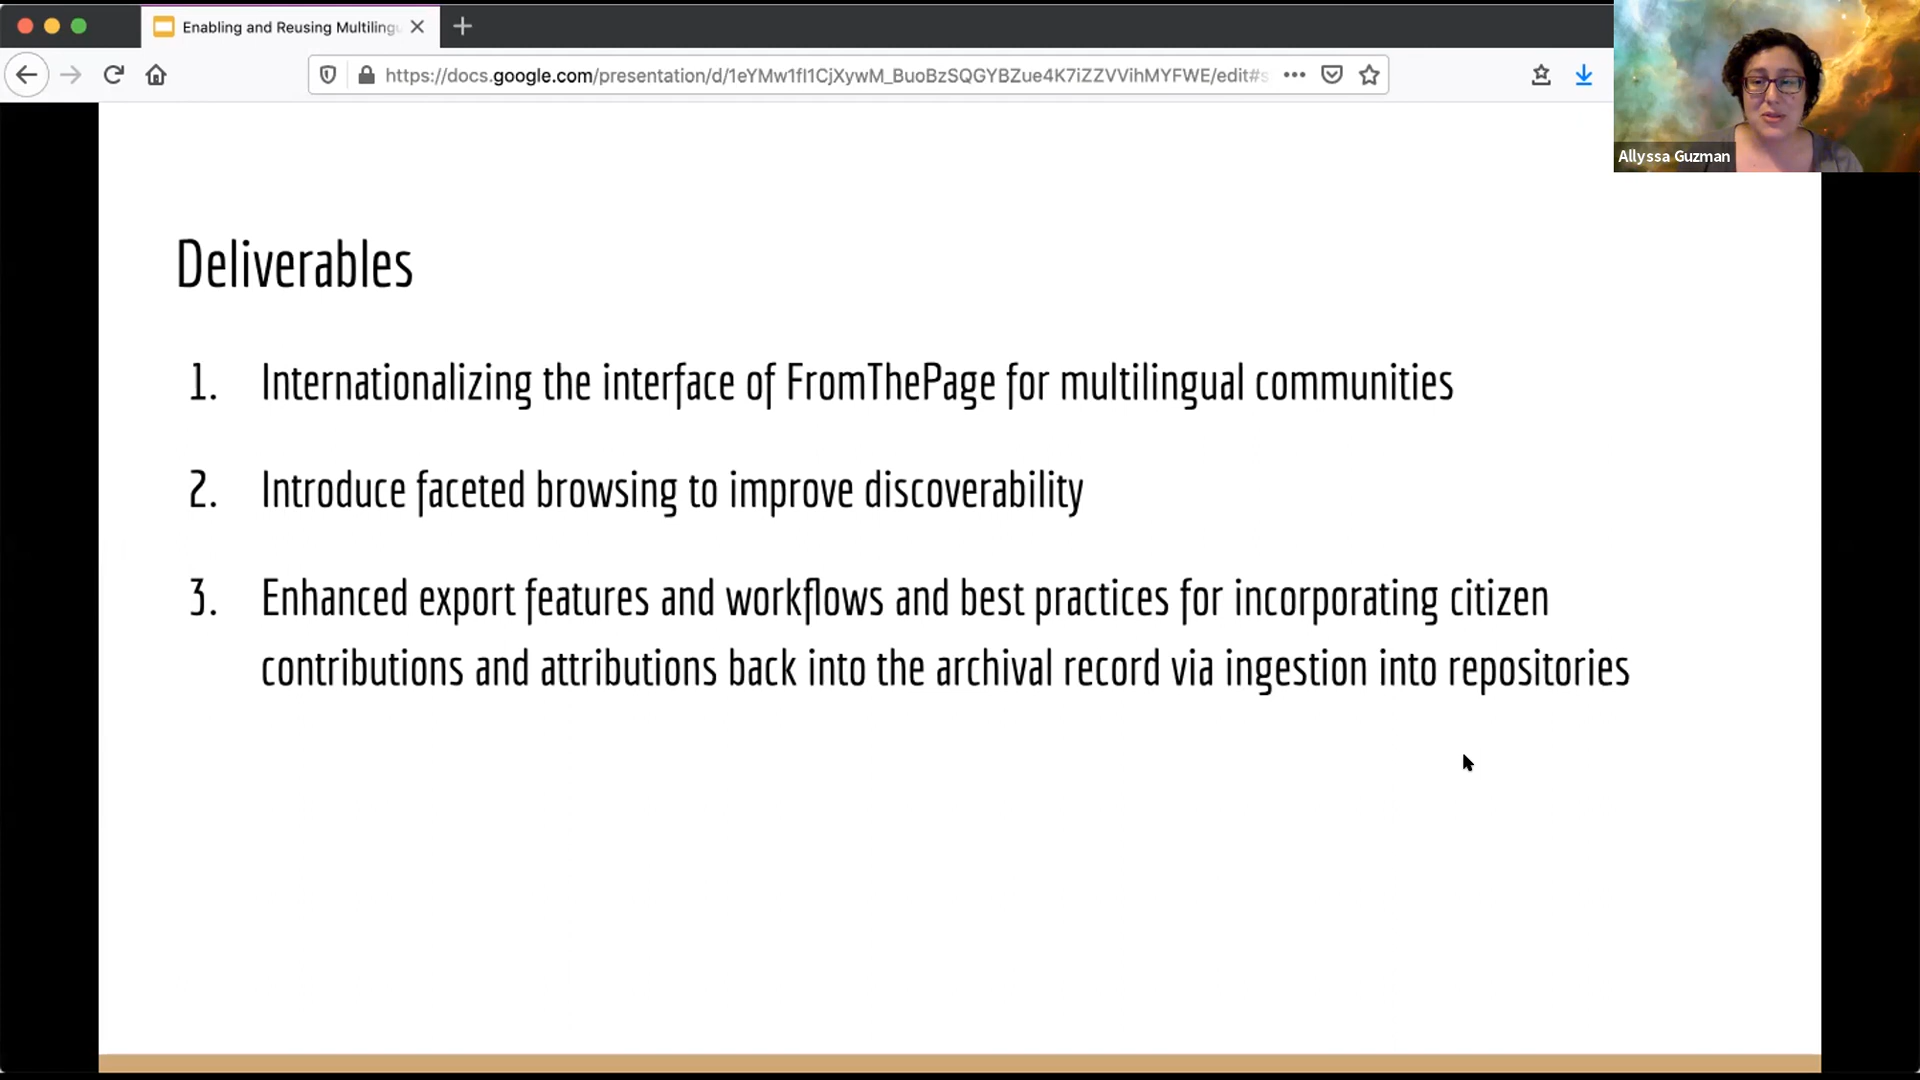 Enabling and Reusing Multilingu
https://docs.google.com/presentation/d/1eYMw1fI1CjXywM_BuoBzSQGYBZue4K7iZZVVihMYFWE/edit#s
Allyssa Guzman
Deliverables
1. Internationalizing the interface of FromThePage for multilingual communities
2. Introduce faceted browsing to improve discoverability
3. Enhanced export features and workflows and best practices for incorporating citizen
contributions and attributions back into the archival record via ingestion into repositories